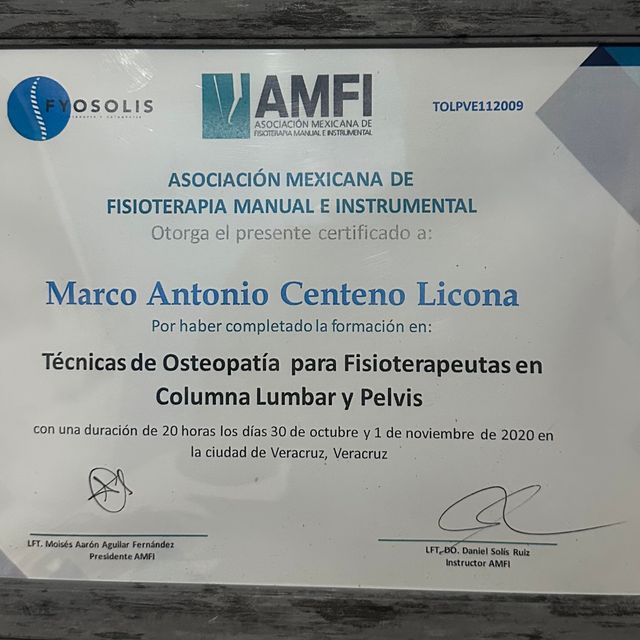 FYOSOLIS
AMFI
ASOCIACIÓN MEXICANA DE
FISIOTERAPIA MANUAL E INSTRUMENTAL
TOLPVE112009
ASOCIACIÓN MEXICANA DE
FISIOTERAPIA MANUAL E INSTRUMENTAL
Otorga el presente certificado a:
Marco Antonio Centeno Licona
Por haber completado la formación en:
Técnicas de Osteopatía para Fisioterapeutas en
Columna Lumbar y Pelvis
con una duración de 20 horas los días 30 de octubre y 1 de noviembre de 2020 en
la ciudad de Veracruz, Veracruz
LFT. Moisés Aarón Aguilar Fernández
Presidente AMFI
LFT, DO. Daniel Solís Ruiz
Instructor AMFI